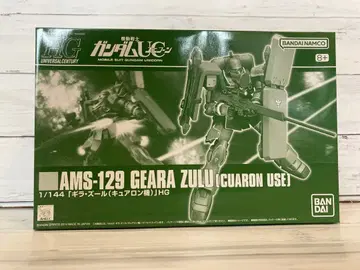 HG
UNIVERSAL CENTURY
機動戦士
ガンダムUC
MOBILE SUIT GUNDAM UNICORN
BANDAI NAMCO
8+
AMS-129 GEARA ZULU [CUARON USE]
1/144 「ギラ・ズール(キュアロン機)」HG
BAN
DAI